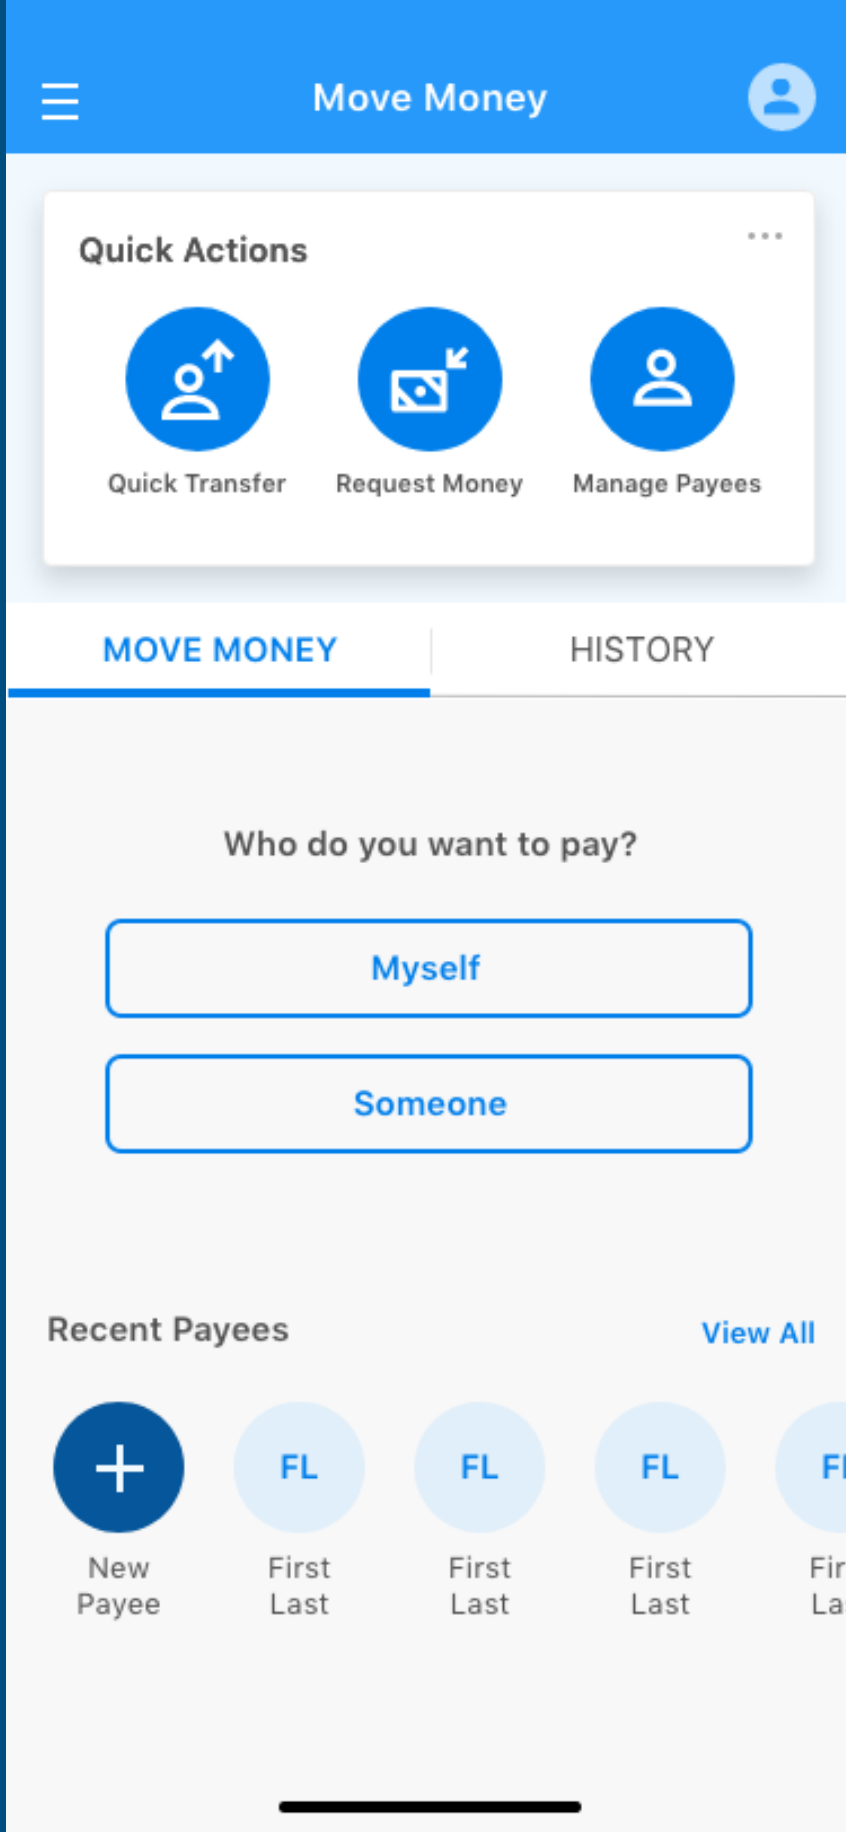 Move Money
Quick Actions
Quick Transfer
Request Money
Manage Payees
MOVE MONEY
HISTORY
Who do you want to pay?
Myself
Someone
Recent Payees
View All
FL
FL
FL
New
Payee
First
Last
First
Last
First
Last